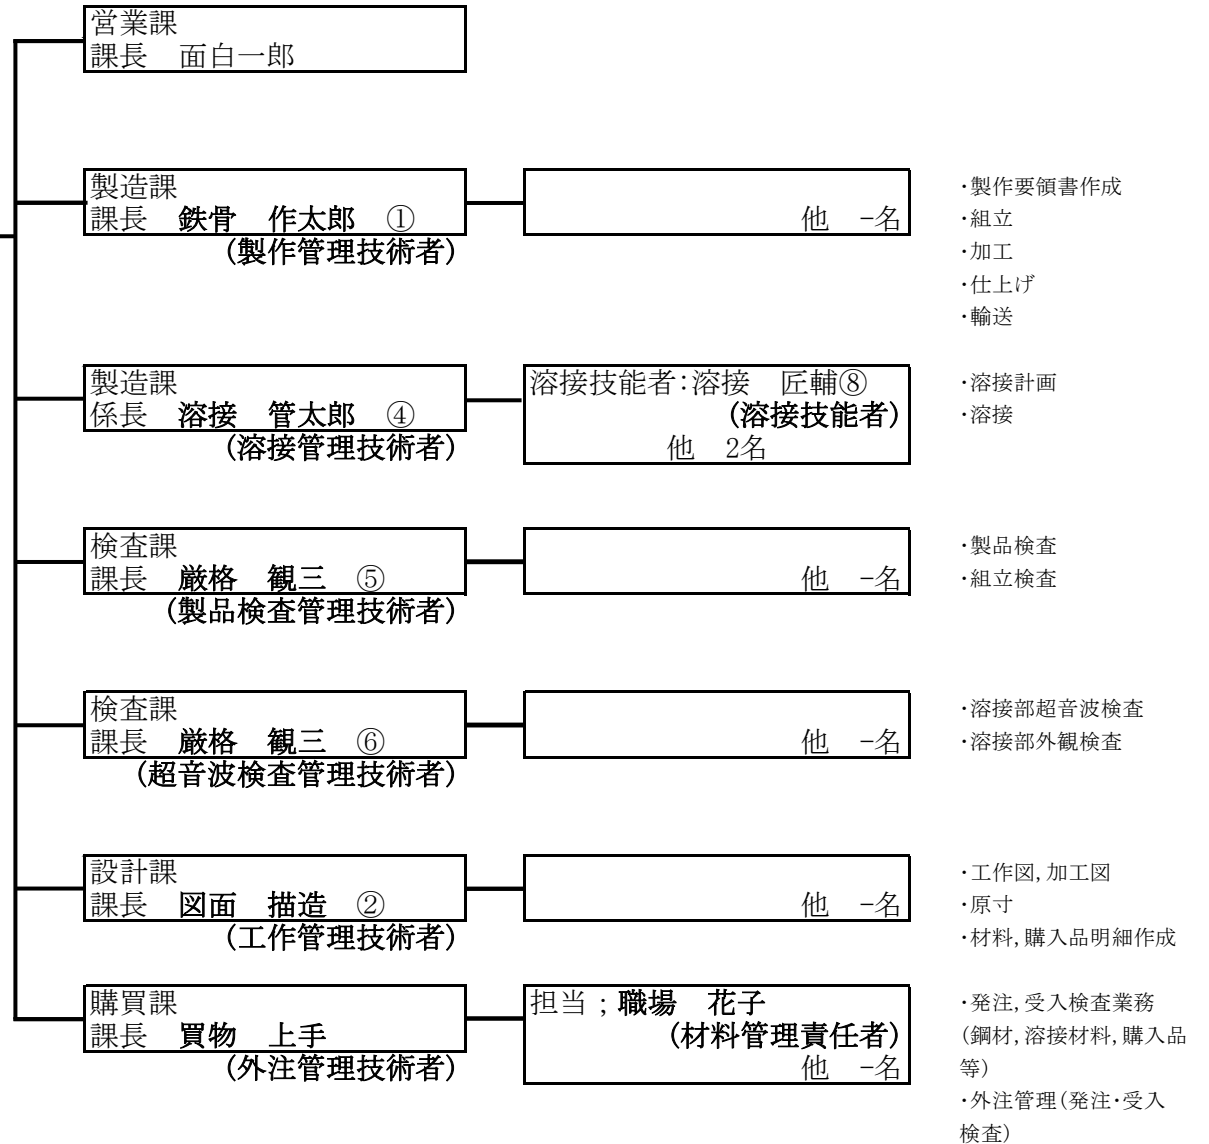 営業課
課長　面白一郎
製造課
課長　鉄骨　作太郎　①
(製作管理技術者)
他　-名
・製作要領書作成
・組立
・加工
・仕上げ
・輸送
製造課
係長　溶接　管太郎　④
(溶接管理技術者)
溶接技能者:溶接　匠輔⑧
(溶接技能者)
他　2名
・溶接計画
・溶接
検査課
課長　厳格　観三　⑤
(製品検査管理技術者)
他　-名
・製品検査
・組立検査
検査課
課長　厳格　観三　⑥
(超音波検査管理技術者)
他　-名
・溶接部超音波検査
・溶接部外観検査
設計課
課長　図面　描造　②
(工作管理技術者)
他　-名
・工作図,加工図
・原寸
・材料,購入品明細作成
購買課
課長　買物　上手
(外注管理技術者)
担当;職場　花子
(材料管理責任者)
他　-名
・発注,受入検査業務
(鋼材,溶接材料,購入品
等)
・外注管理(発注・受入
検査)